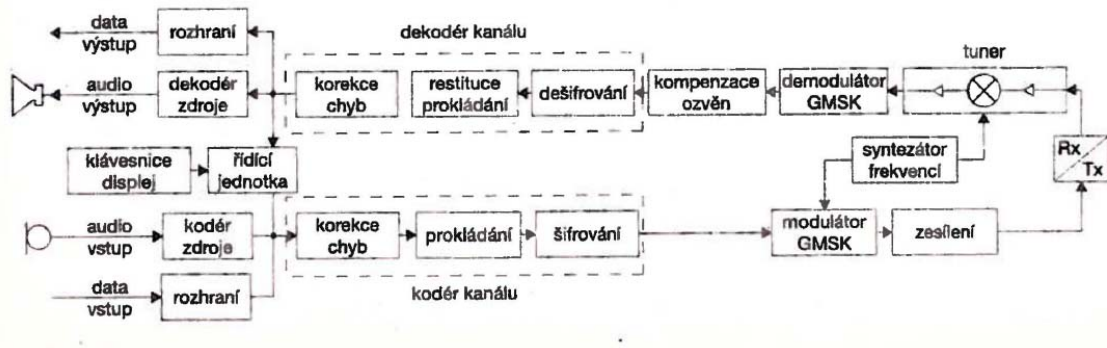 data
výstup
rozhraní
dekodér kanálu
tuner
audio
výstup
dekodér
zdroje
korekce
chyb
restituce
prokládání
dešifrování
kompenzace
ozvěn
demodulátor
GMSK
klávesnice
displej
řídící
jednotka
syntezátor
frekvencí
Rx
Tx
audio
vstup
kodér
zdroje
korekce
chyb
prokládání
šifrování
modulátor
GMSK
zesílení
data
vstup
rozhraní
kodér kanálu